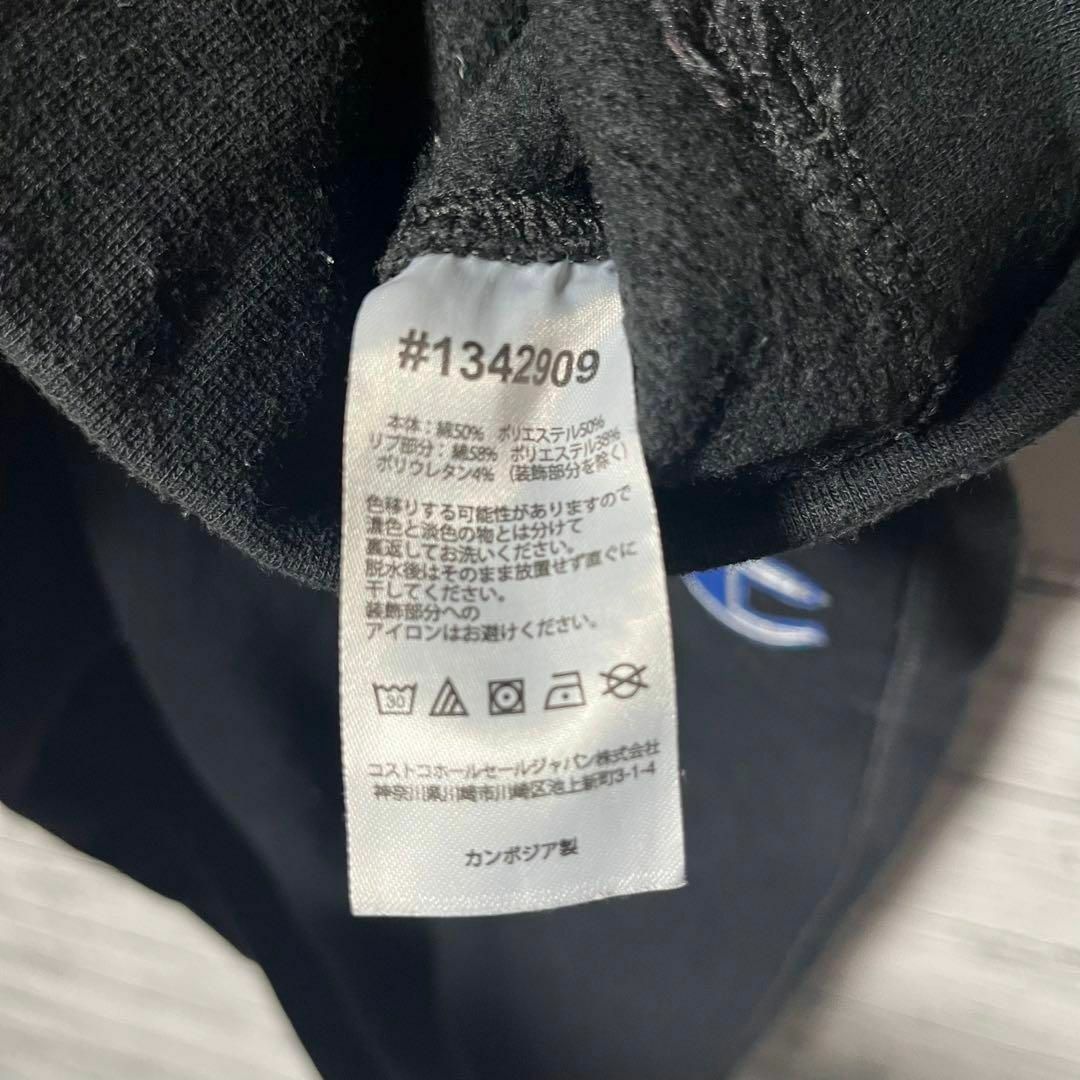 #1342909
本体：綿50% ポリエステル50%
リブ部分：綿58% ポリエステル38%
ポリウレタン4% （装飾部分を除く）
色移りする可能性がありますので
濃色と淡色の物とは分けて
裏返してお洗いください。
脱水後はそのまま放置せず直ぐに
干してください。
装飾部分への
アイロンはお避けください。
30
コストコホールセールジャパン株式会社
神奈川県川崎市川崎区池上新町3-1-4
カンボジア製